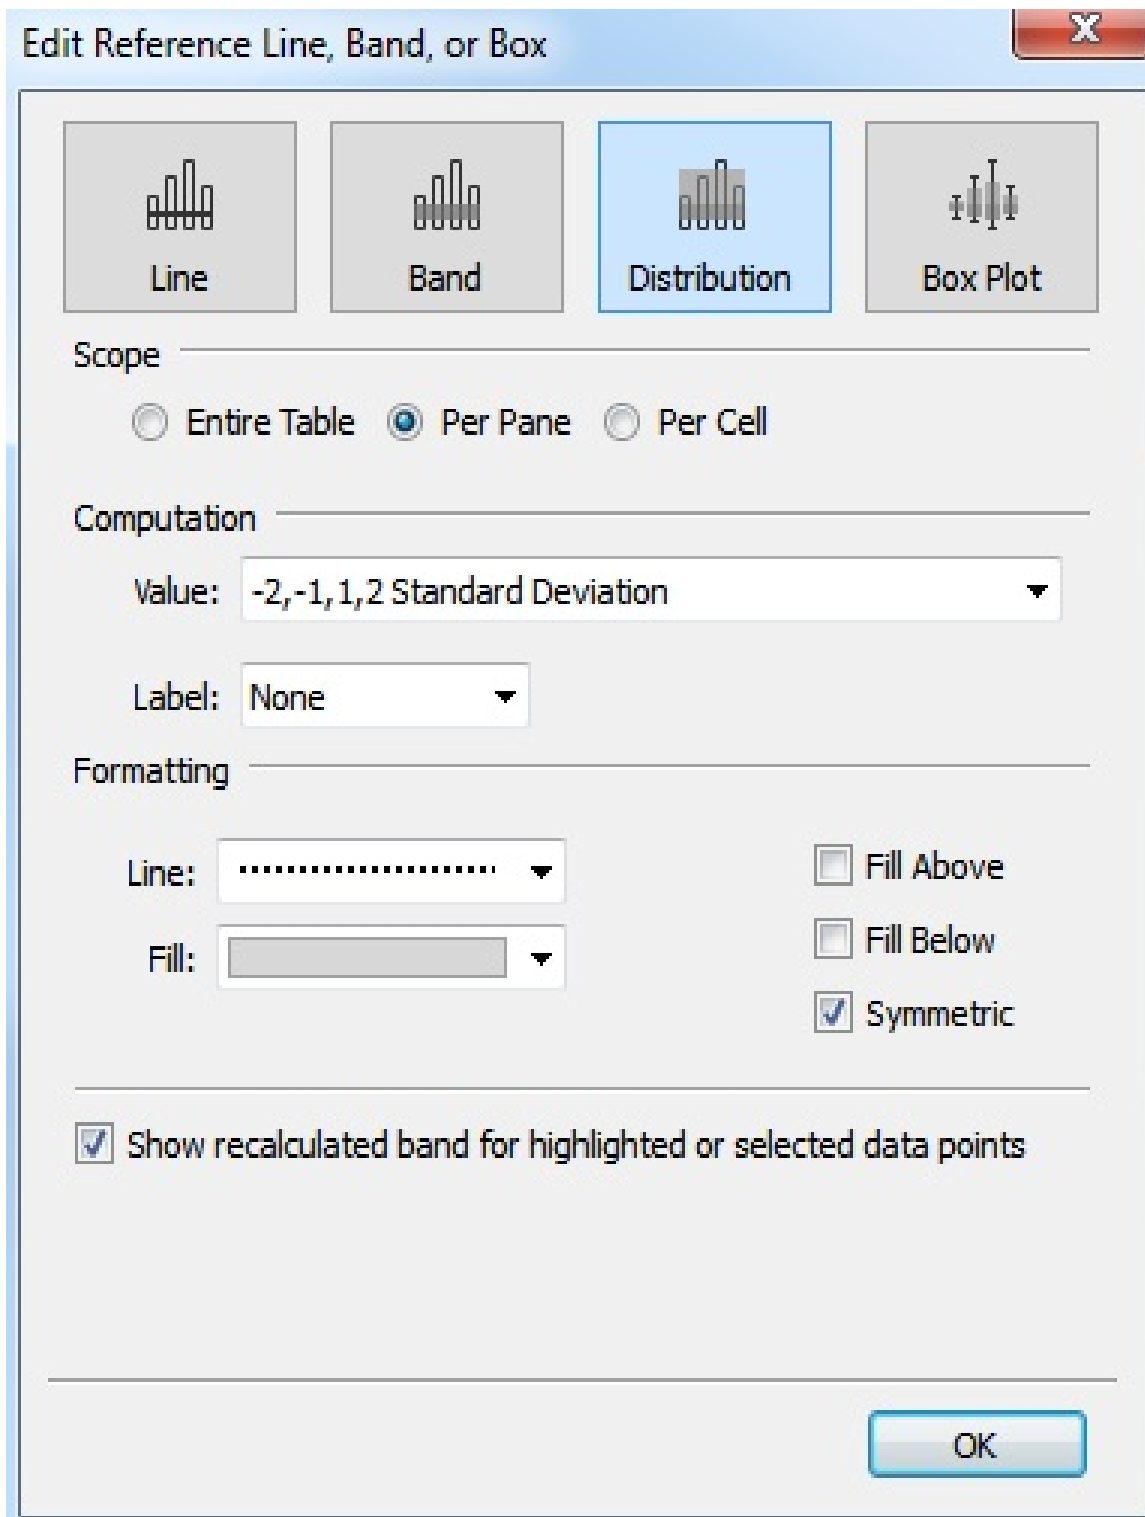 Edit Reference Line, Band, or Box
X
Line Band Distribution Box Plot
Scope
Entire Table Per Pane Per Cell
Computation
Value: -2,-1,1,2 Standard Deviation
Label: None
Formatting
Line: Fill Above
Fill: Fill Below
Symmetric
Show recalculated band for highlighted or selected data points
OK